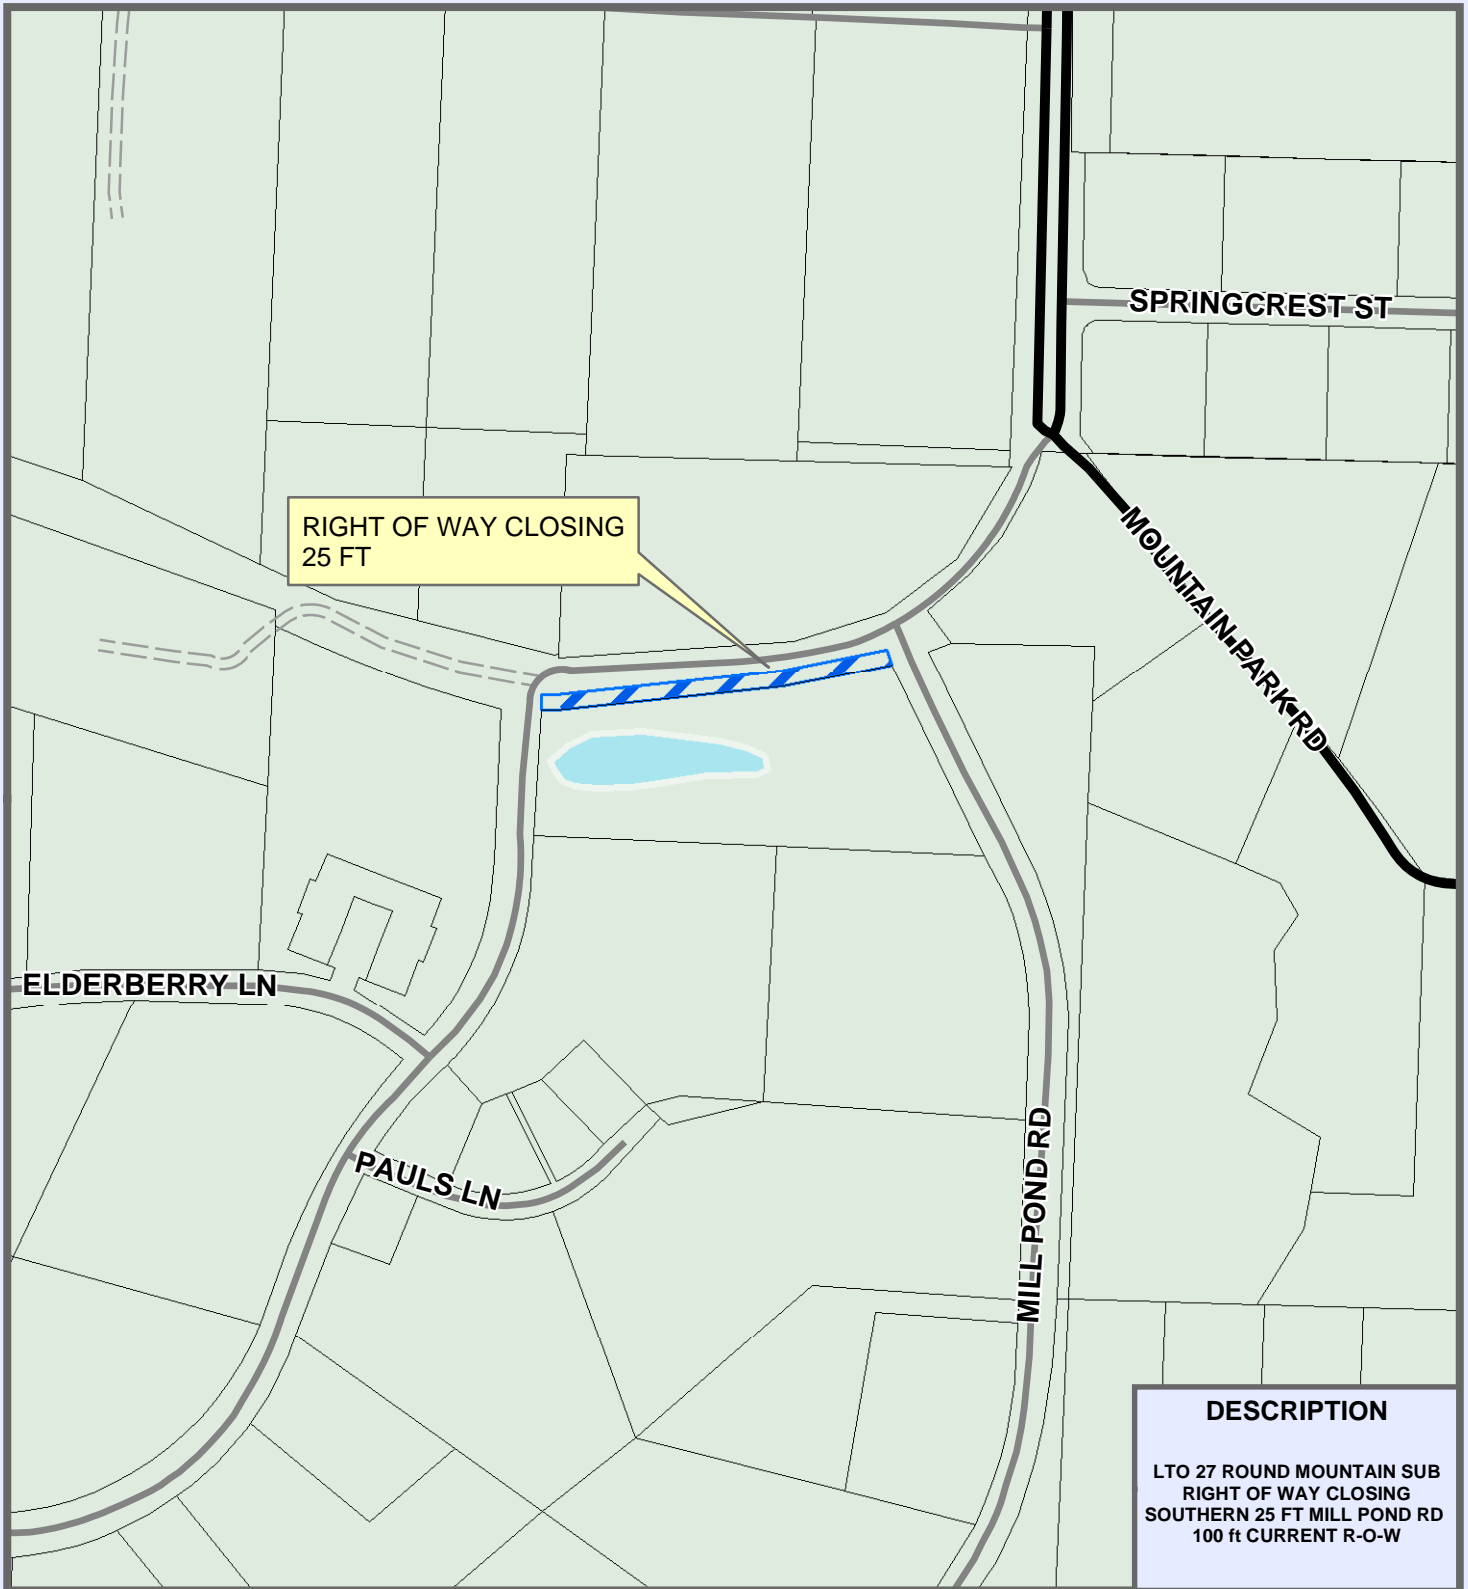 SPRINGCREST ST
RIGHT OF WAY CLOSING
25 FT
MOUNTAIN PARK RD
ELDERBERRY LN
PAULS LN
MILL POND RD
DESCRIPTION
LTO 27 ROUND MOUNTAIN SUB
RIGHT OF WAY CLOSING
SOUTHERN 25 FT MILL POND RD
100 ft CURRENT R-O-W